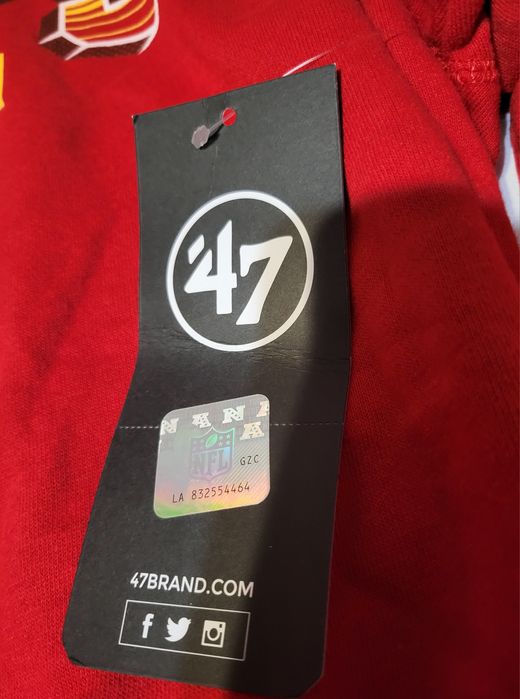 '47
N A N A
A
NFL
GZC
LA 832554464
47BRAND.COM
f